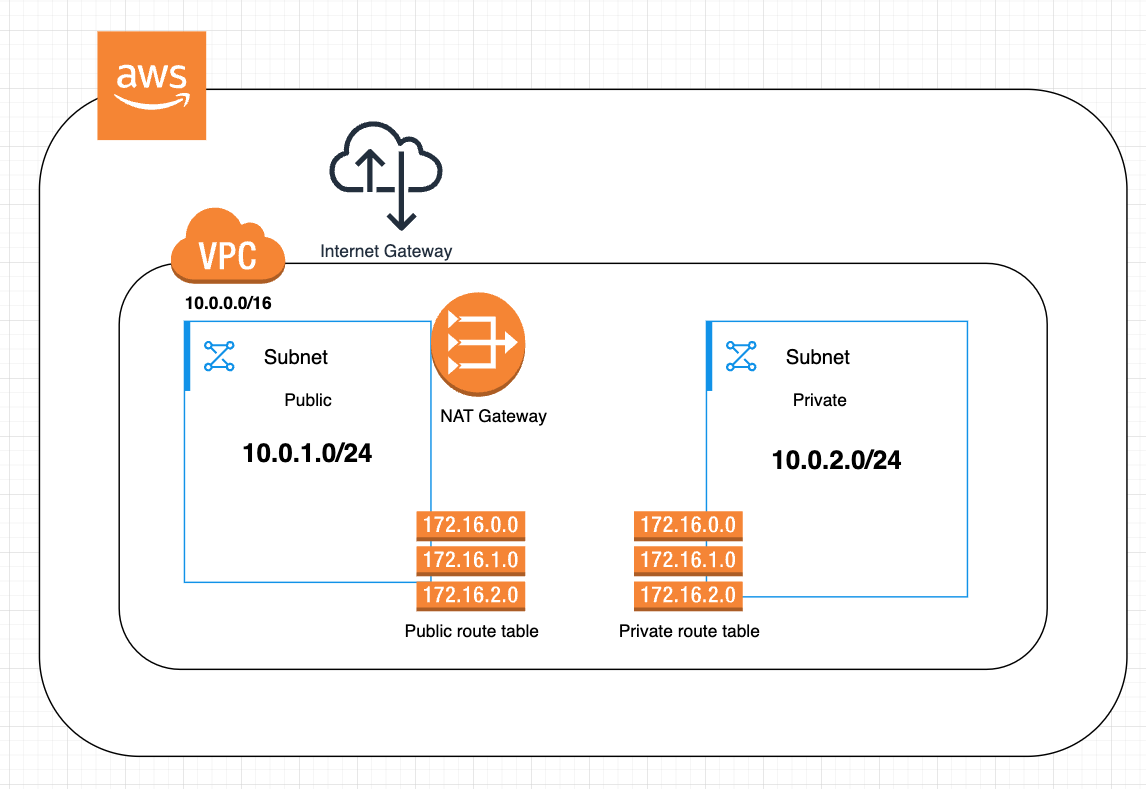 aws
Internet Gateway
VPC
10.0.0.0/16
Subnet
Public
10.0.1.0/24
NAT Gateway
Subnet
Private
10.0.2.0/24
172.16.0.0
172.16.1.0
172.16.2.0
Public route table
172.16.0.0
172.16.1.0
172.16.2.0
Private route table